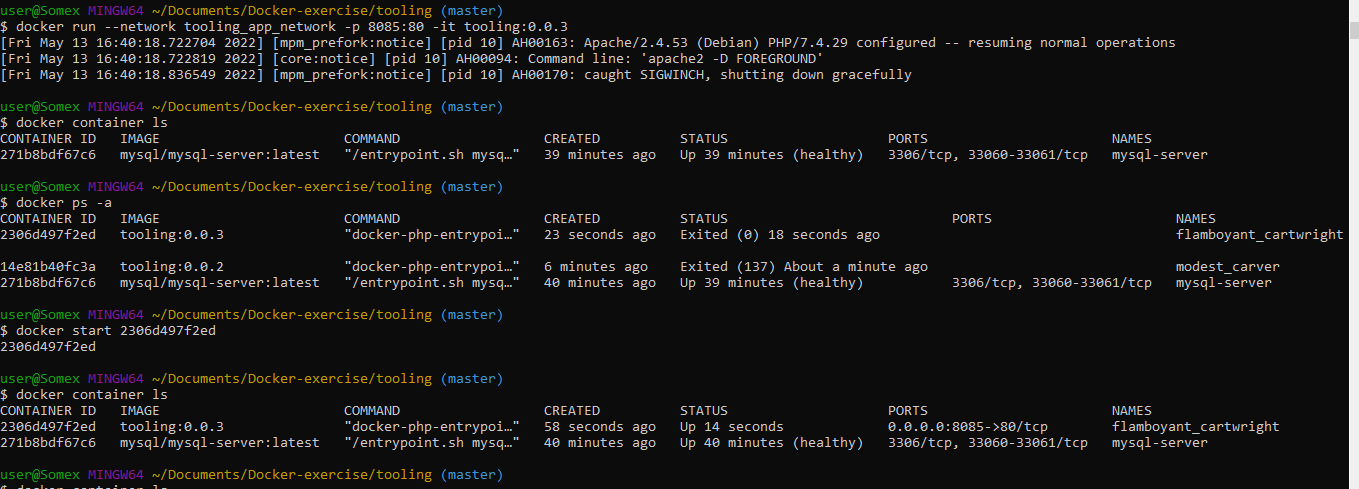 user@Somex MINGW64 ~/Documents/Docker-exercise/tooling (master)
$ docker run --network tooling_app_network -p 8085:80 -it tooling:0.0.3
[Fri May 13 16:40:18.722704 2022] [mpm_prefork:notice] [pid 10] AH00163: Apache/2.4.53 (Debian) PHP/7.4.29 configured -- resuming normal operations
[Fri May 13 16:40:18.722819 2022] [core:notice] [pid 10] AH00094: Command line: 'apache2 -D FOREGROUND'
[Fri May 13 16:40:18.836549 2022] [mpm_prefork:notice] [pid 10] AH00170: caught SIGWINCH, shutting down gracefully
user@Somex MINGW64 ~/Documents/Docker-exercise/tooling (master)
$ docker container ls
CONTAINER ID   IMAGE                       COMMAND                  CREATED          STATUS                    PORTS                       NAMES
271b8bdf67c6   mysql/mysql-server:latest   "/entrypoint.sh mysq…"   39 minutes ago   Up 39 minutes (healthy)   3306/tcp, 33060-33061/tcp   mysql-server
user@Somex MINGW64 ~/Documents/Docker-exercise/tooling (master)
$ docker ps -a
CONTAINER ID   IMAGE                       COMMAND                  CREATED          STATUS                            PORTS                       NAMES
2306d497f2ed   tooling:0.0.3               "docker-php-entrypoi…"   23 seconds ago   Exited (0) 18 seconds ago                                     flamboyant_cartwright
14e81b40fc3a   tooling:0.0.2               "docker-php-entrypoi…"   6 minutes ago    Exited (137) About a minute ago                               modest_carver
271b8bdf67c6   mysql/mysql-server:latest   "/entrypoint.sh mysq…"   40 minutes ago   Up 39 minutes (healthy)           3306/tcp, 33060-33061/tcp   mysql-server
user@Somex MINGW64 ~/Documents/Docker-exercise/tooling (master)
$ docker start 2306d497f2ed
2306d497f2ed
user@Somex MINGW64 ~/Documents/Docker-exercise/tooling (master)
$ docker container ls
CONTAINER ID   IMAGE                       COMMAND                  CREATED          STATUS                    PORTS                       NAMES
2306d497f2ed   tooling:0.0.3               "docker-php-entrypoi…"   58 seconds ago   Up 14 seconds             0.0.0.0:8085->80/tcp        flamboyant_cartwright
271b8bdf67c6   mysql/mysql-server:latest   "/entrypoint.sh mysq…"   40 minutes ago   Up 40 minutes (healthy)   3306/tcp, 33060-33061/tcp   mysql-server
user@Somex MINGW64 ~/Documents/Docker-exercise/tooling (master)